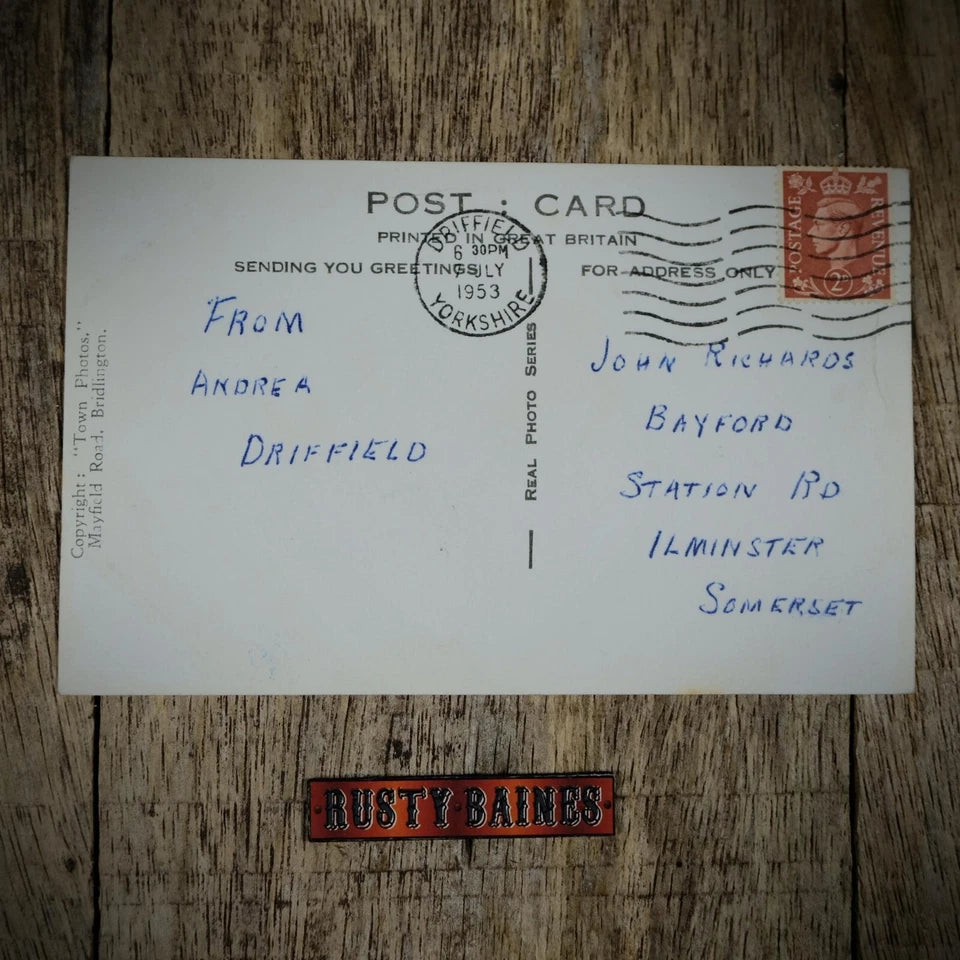 POST : CARD
PRINTED IN GREAT BRITAIN
SENDING YOU GREETINGS
FOR ADDRESS ONLY
DRIFFIELD
6 30PM
JLY
1953
YORKSHIRE
POSTAGE
REVENUE
2D
FROM
ANDREA
DRIFFIELD
REAL PHOTO SERIES
JOHN RICHARDS
BAYFORD
STATION RD
ILMINSTER
SOMERSET
Copyright : "Town Photos."
Mayfield Road, Bridlington.
RUSTY·BAINES